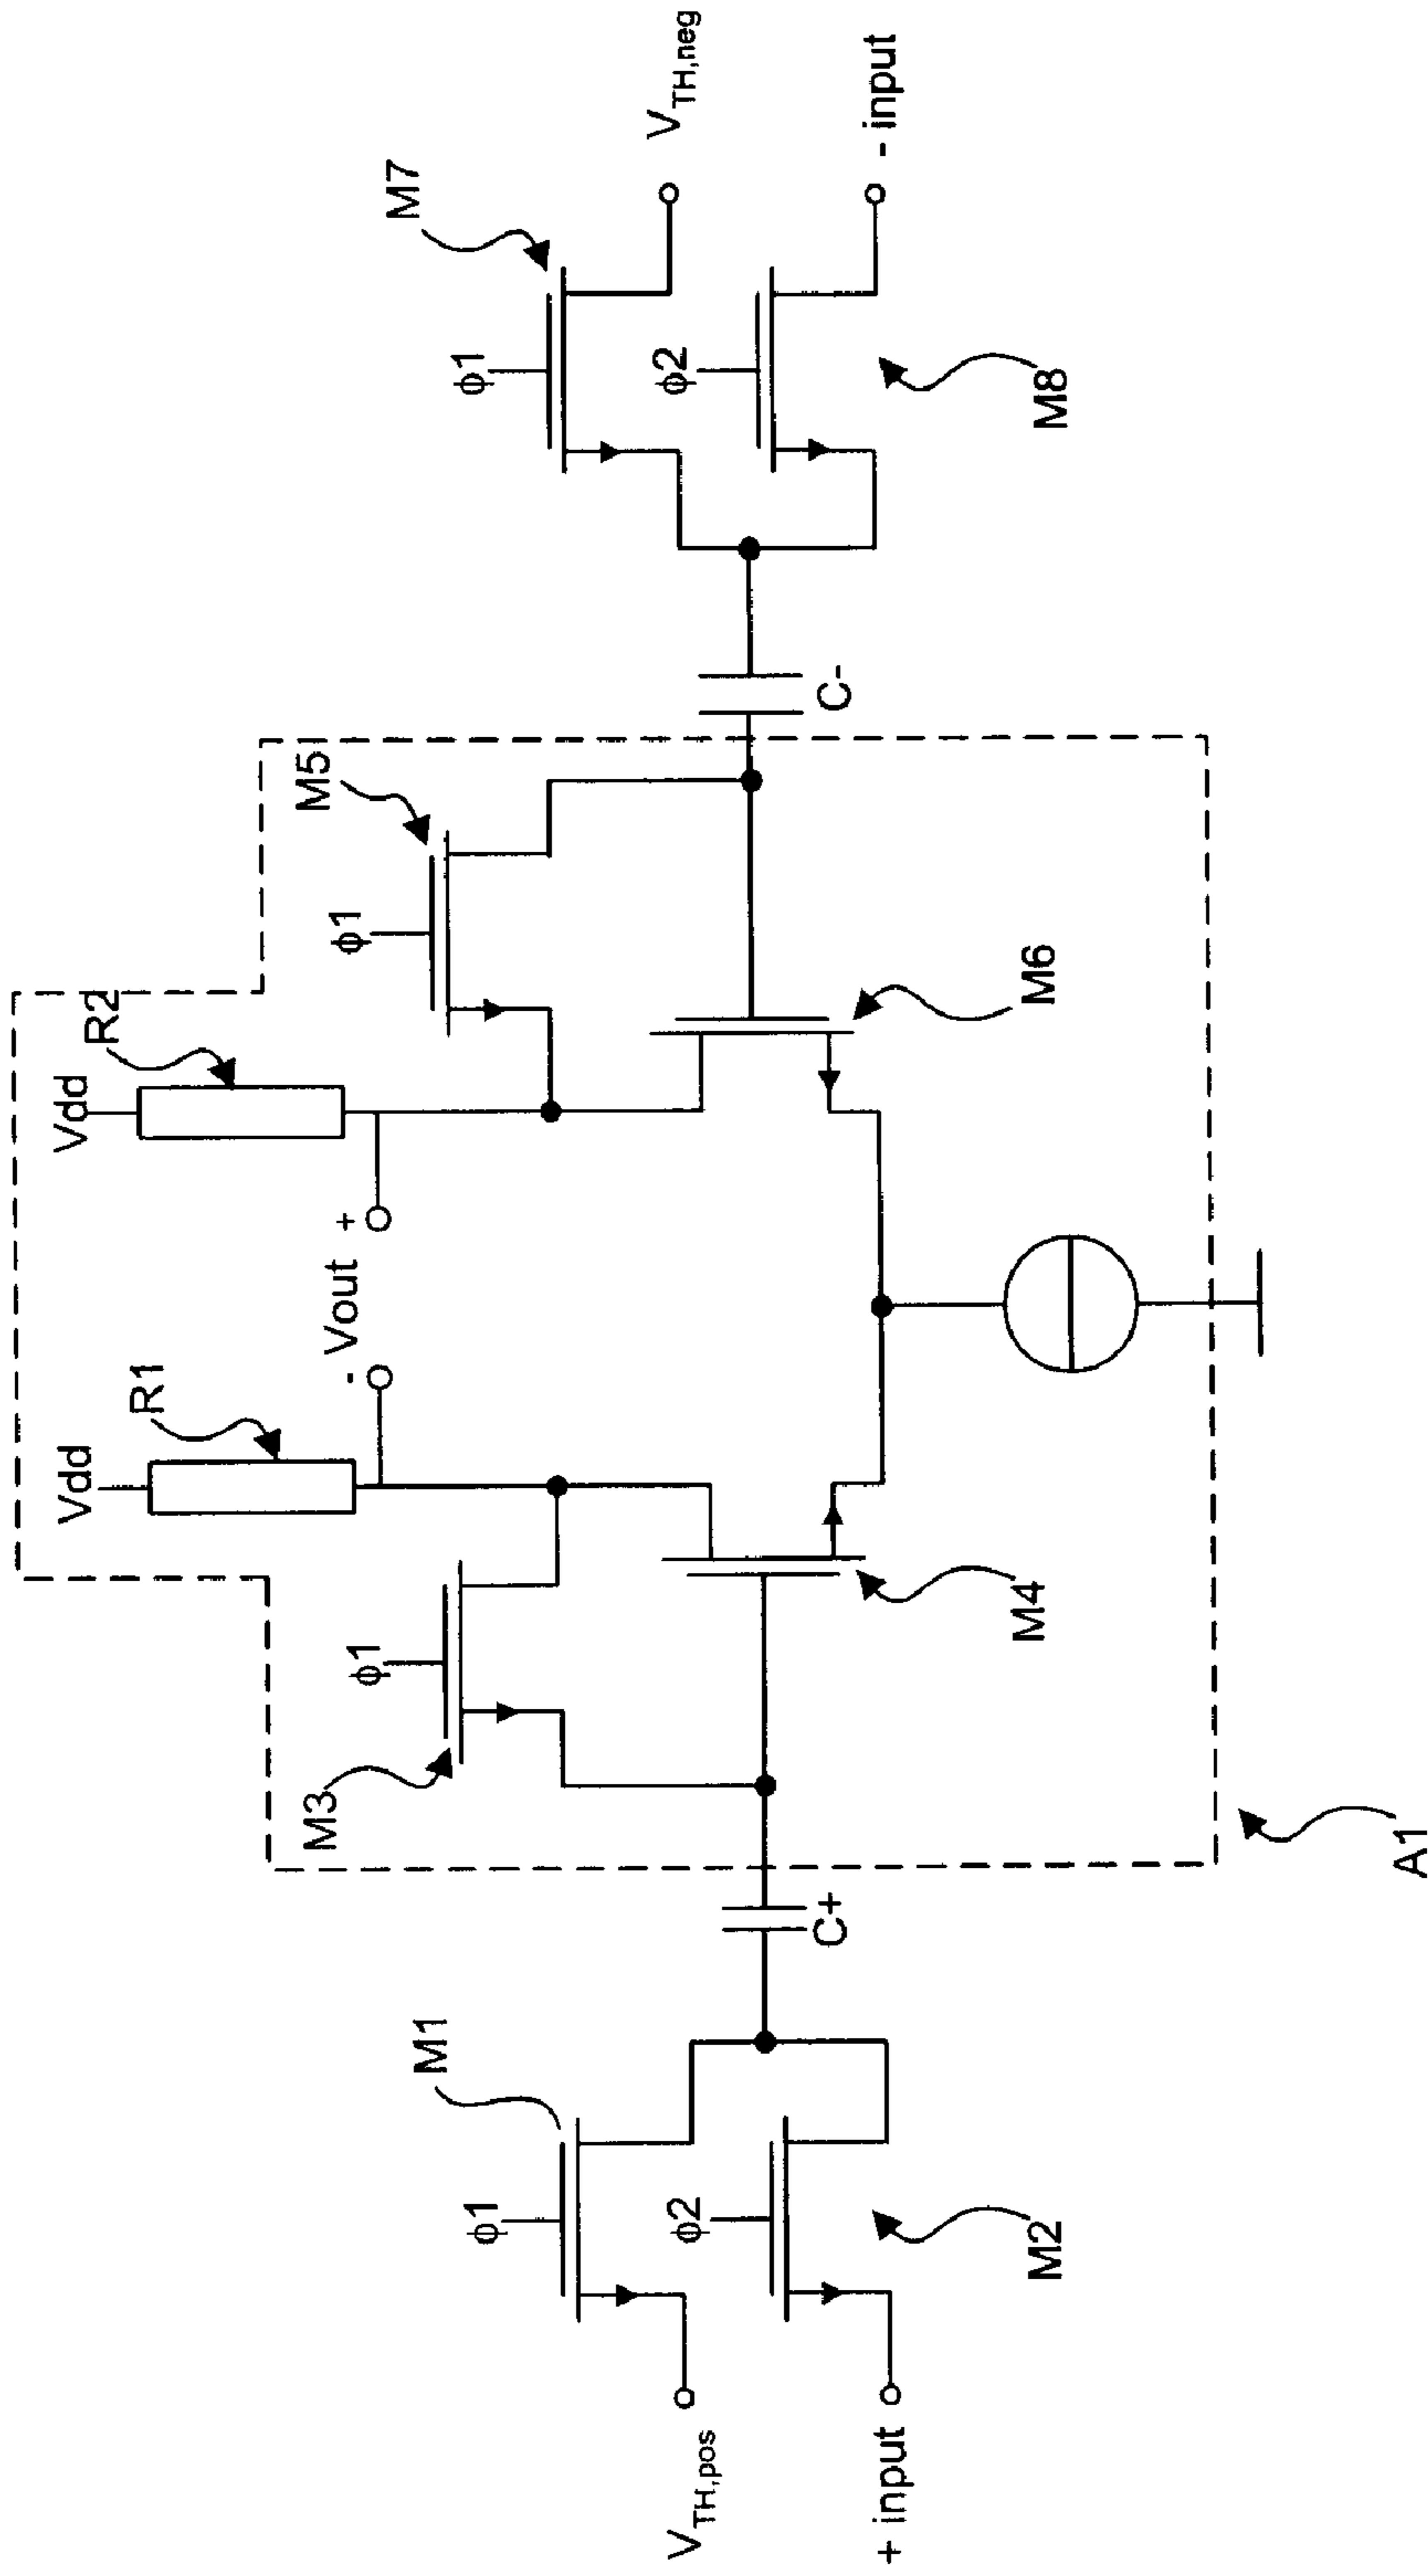 Vdd
Vdd
R1
R2
- Vout +
M3
ϕ1
ϕ1
M5
M1
ϕ1
ϕ1
M7
V_TH,pos
V_TH,neg
ϕ2
ϕ2
C+
C-
+ input
- input
M2
M4
M6
M8
A1